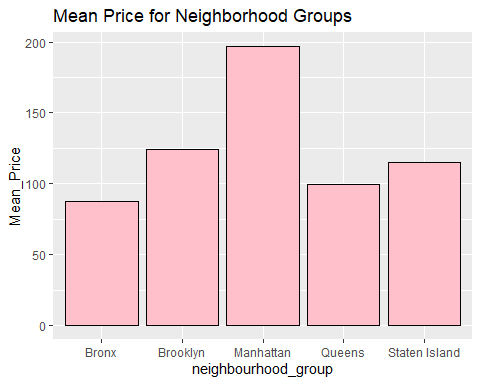 Mean Price for Neighborhood Groups
200
150
100
50
0
Mean_Price
Bronx Brooklyn Manhattan Queens Staten Island
neighbourhood_group